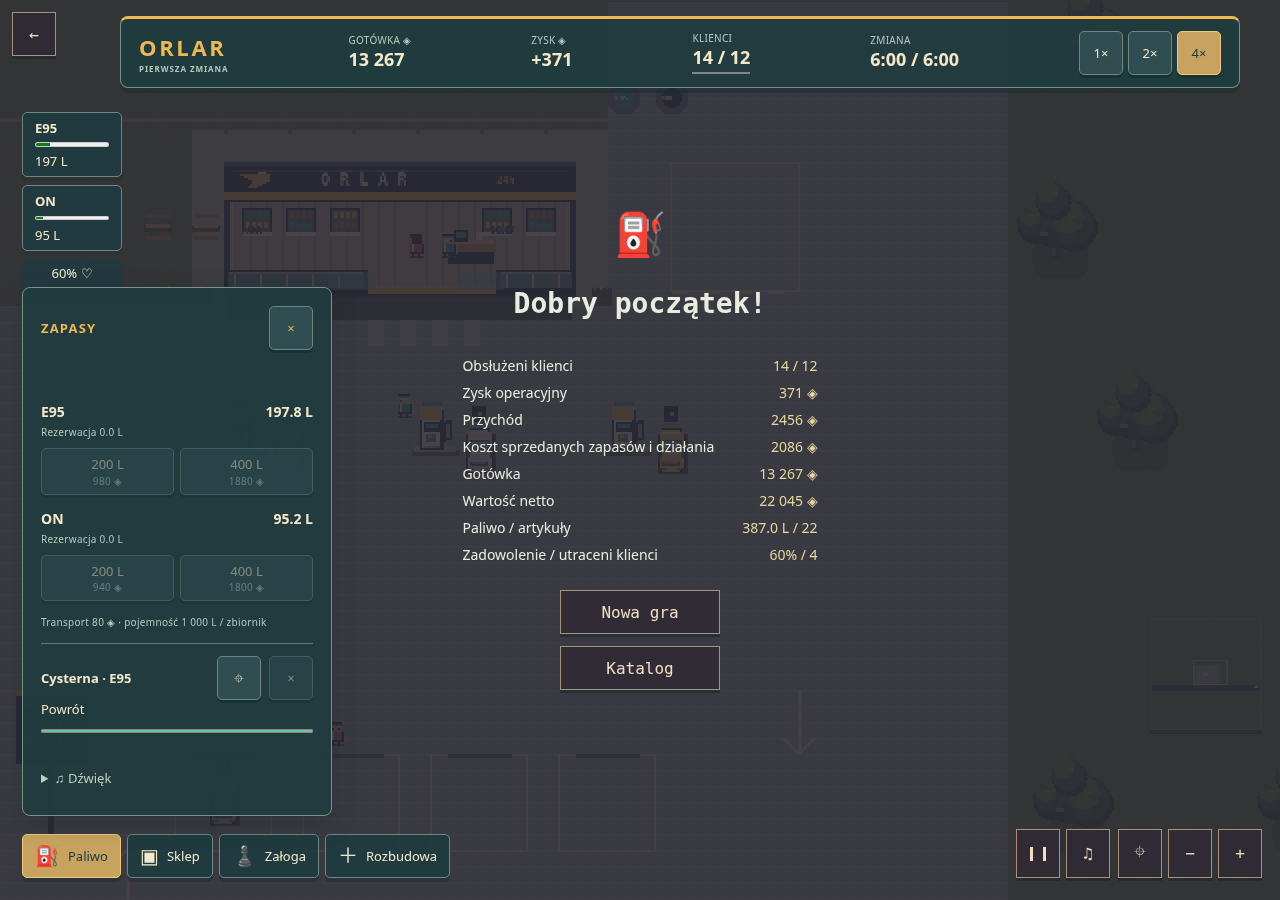 ←
ORLAR
PIERWSZA ZMIANA
GOTÓWKA ◈
13 267
ZYSK ◈
+371
KLIENCI
14 / 12
ZMIANA
6:00 / 6:00
1×
2×
4×
E95
197 L
ON
95 L
60% ♡
ORLAR
24h
Dobry początek!
Obsłużeni klienci 14 / 12
Zysk operacyjny 371 ◈
Przychód 2456 ◈
Koszt sprzedanych zapasów i działania 2086 ◈
Gotówka 13 267 ◈
Wartość netto 22 045 ◈
Paliwo / artykuły 387.0 L / 22
Zadowolenie / utraceni klienci 60% / 4
Nowa gra
Katalog
ZAPASY
×
E95 197.8 L
Rezerwacja 0.0 L
200 L
980 ◈
400 L
1880 ◈
ON 95.2 L
Rezerwacja 0.0 L
200 L
940 ◈
400 L
1800 ◈
Transport 80 ◈ · pojemność 1 000 L / zbiornik
Cysterna · E95
×
Powrót
▶ ♫ Dźwięk
Paliwo
Sklep
Załoga
Rozbudowa
♫
−
+